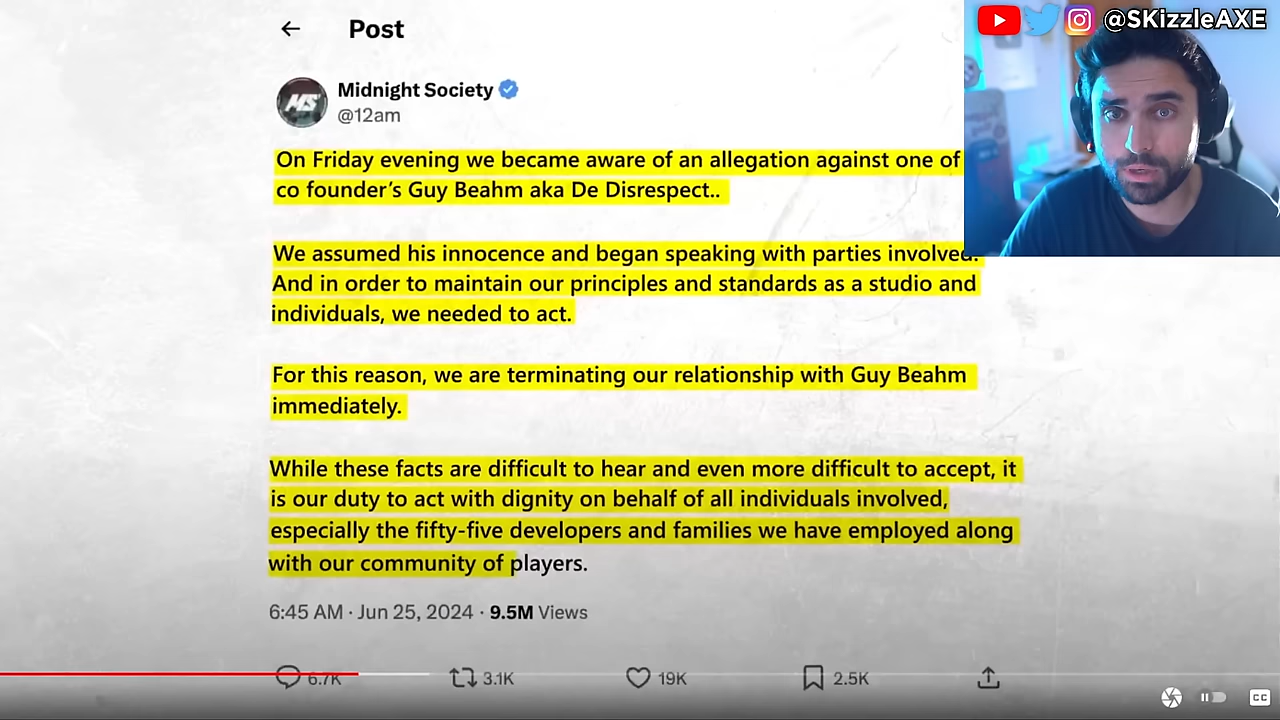 Post
@SKizzleAXE
Midnight Society
@12am
On Friday evening we became aware of an allegation against one of
co founder's Guy Beahm aka De Disrespect..
We assumed his innocence and began speaking with parties involved.
And in order to maintain our principles and standards as a studio and
individuals, we needed to act.
For this reason, we are terminating our relationship with Guy Beahm
immediately.
While these facts are difficult to hear and even more difficult to accept, it
is our duty to act with dignity on behalf of all individuals involved,
especially the fifty-five developers and families we have employed along
with our community of players.
6:45 AM · Jun 25, 2024 · 9.5M Views
6.7K 3.1K 19K 2.5K
CC